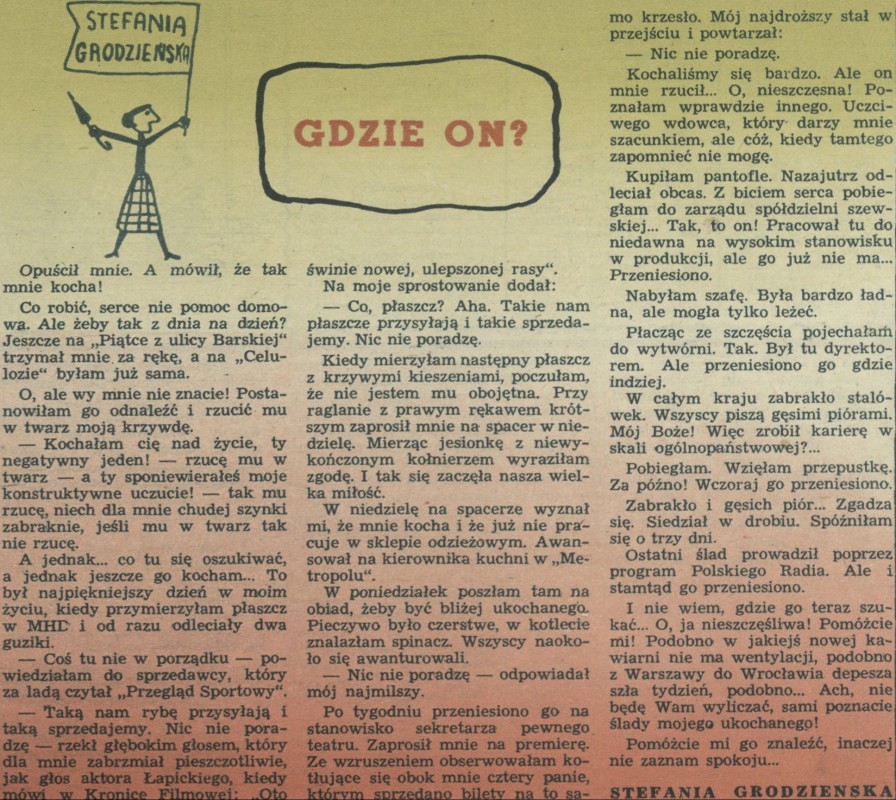 STEFANIA
GRODZIEŃSKA
GDZIE ON?
Opuścił mnie. A mówił, że tak
mnie kocha!
Co robić, serce nie pomoc domo-
wa. Ale żeby tak z dnia na dzień?
Jeszcze na „Piątce z ulicy Barskiej"
trzymał mnie za rękę, a na „Celu-
lozie" byłam już sama.
O, ale wy mnie nie znacie! Posta-
nowiłam go odnaleźć i rzucić mu
w twarz moją krzywdę.
— Kochałam cię nad życie, ty
negatywny jeden! — rzucę mu w
twarz — a ty sponiewierałeś moje
konstruktywne uczucie! — tak mu
rzucę, niech dla mnie chudej szynki
zabraknie, jeśli mu w twarz tak
nie rzucę.
A jednak... co tu się oszukiwać,
a jednak jeszcze go kocham... To
był najpiękniejszy dzień w moim
życiu, kiedy przymierzyłam płaszcz
w MHD i od razu odleciały dwa
guziki.
— Coś tu nie w porządku — po-
wiedziałam do sprzedawcy, który
za ladą czytał „Przegląd Sportowy".
— Taką nam rybę przysyłają i
taką sprzedajemy. Nic nie pora-
dzę — rzekł głębokim głosem, który
dla mnie zabrzmiał pieszczotliwie,
jak głos aktora Łapickiego, kiedy
mówi w Kronice Filmowej: „Oto
świnie nowej, ulepszonej rasy".
Na moje sprostowanie dodał:
— Co, płaszcz? Aha. Takie nam
płaszcze przysyłają i takie sprzeda-
jemy. Nic nie poradzę.
Kiedy mierzyłam następny płaszcz
z krzywymi kieszeniami, poczułam,
że nie jestem mu obojętna. Przy
raglanie z prawym rękawem krót-
szym zaprosił mnie na spacer w nie-
dzielę. Mierząc jesionkę z niewy-
kończonym kołnierzem wyraziłam
zgodę. I tak się zaczęła nasza wiel-
ka miłość.
W niedzielę na spacerze wyznał
mi, że mnie kocha i że już nie pra-
cuje w sklepie odzieżowym. Awan-
sował na kierownika kuchni w „Me-
tropolu".
W poniedziałek poszłam tam na
obiad, żeby być bliżej ukochanego.
Pieczywo było czerstwe, w kotlecie
znalazłam spinacz. Wszyscy naoko-
ło się awanturowali.
— Nic nie poradzę — odpowiadał
mój najmilszy.
Po tygodniu przeniesiono go na
stanowisko sekretarza pewnego
teatru. Zaprosił mnie na premierę.
Ze wzruszeniem obserwowałam ko-
tłujące się obok mnie cztery panie,
którym sprzedano bilety na to sa-
mo krzesło. Mój najdroższy stał w
przejściu i powtarzał:
— Nic nie poradzę.
Kochaliśmy się bardzo. Ale on
mnie rzucił... O, nieszczęsna! Po-
znałam wprawdzie innego. Uczci-
wego wdowca, który darzy mnie
szacunkiem, ale cóż, kiedy tamtego
zapomnieć nie mogę.
Kupiłam pantofle. Nazajutrz od-
leciał obcas. Z biciem serca pobie-
głam do zarządu spółdzielni szew-
skiej... Tak, to on! Pracował tu do
niedawna na wysokim stanowisku
w produkcji, ale go już nie ma...
Przeniesiono.
Nabyłam szafę. Była bardzo ład-
na, ale mogła tylko leżeć.
Płacząc ze szczęścia pojechałam
do wytwórni. Tak. Był tu dyrekto-
rem. Ale przeniesiono go gdzie
indziej.
W całym kraju zabrakło staló-
wek. Wszyscy piszą gęsimi piórami.
Mój Boże! Więc zrobił karierę w
skali ogólnopaństwowej?...
Pobiegłam. Wzięłam przepustkę.
Za późno! Wczoraj go przeniesiono.
Zabrakło i gęsich piór... Zgadza
się. Siedział w drobiu. Spóźniłam
się o trzy dni.
Ostatni ślad prowadził poprzez
program Polskiego Radia. Ale i
stamtąd go przeniesiono.
I nie wiem, gdzie go teraz szu-
kać... O, ja nieszczęśliwa! Pomóżcie
mi! Podobno w jakiejś nowej ka-
wiarni nie ma wentylacji, podobno
z Warszawy do Wrocławia depesza
szła tydzień, podobno... Ach, nie
będę Wam wyliczać, sami poznacie
ślady mojego ukochanego!
Pomóżcie mi go znaleźć, inaczej
nie zaznam spokoju...
STEFANIA GRODZIENSKA